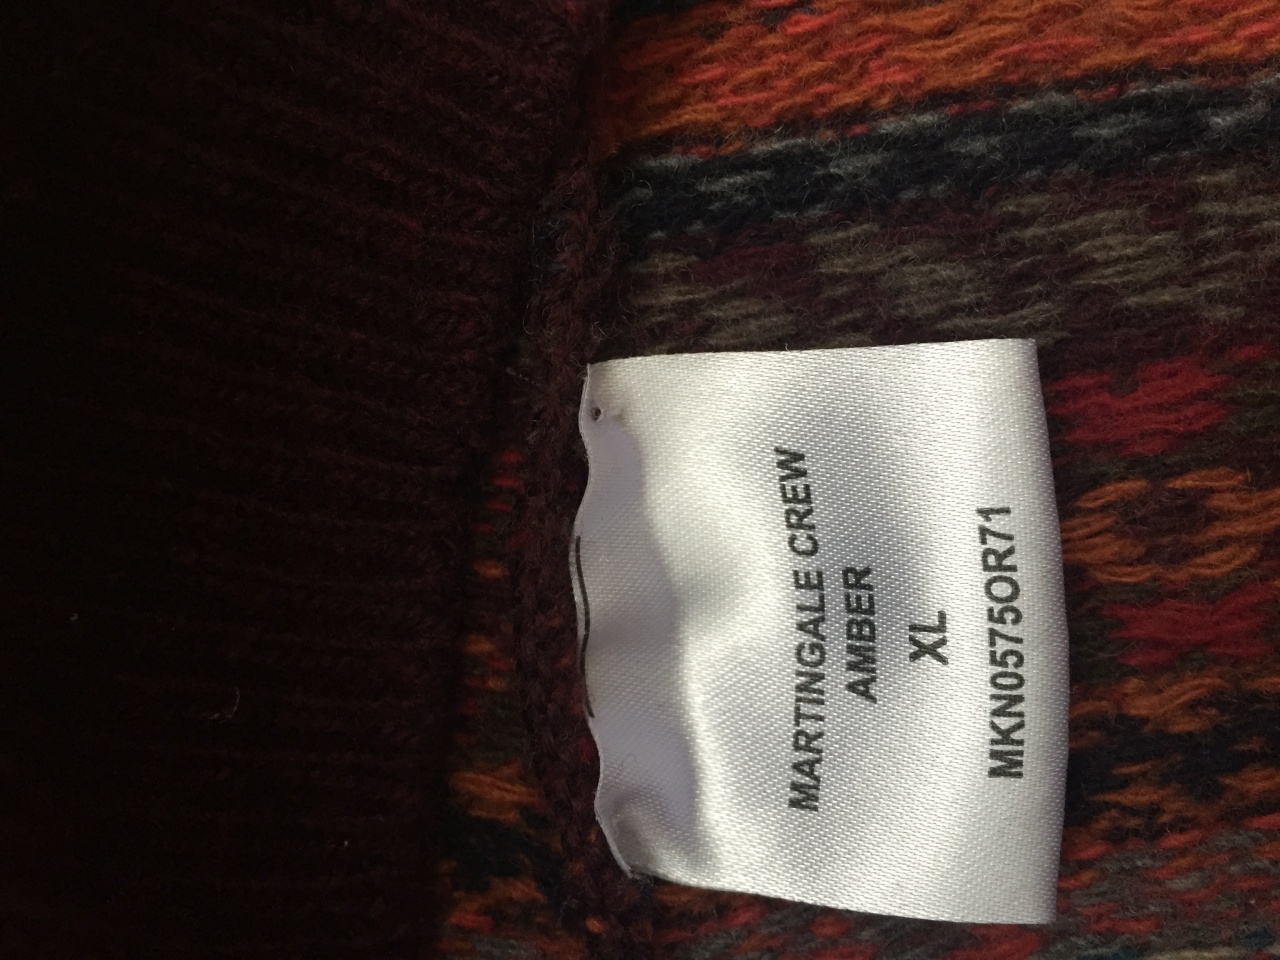 MARTINGALE CREW
AMBER
XL
MKN0575OR71